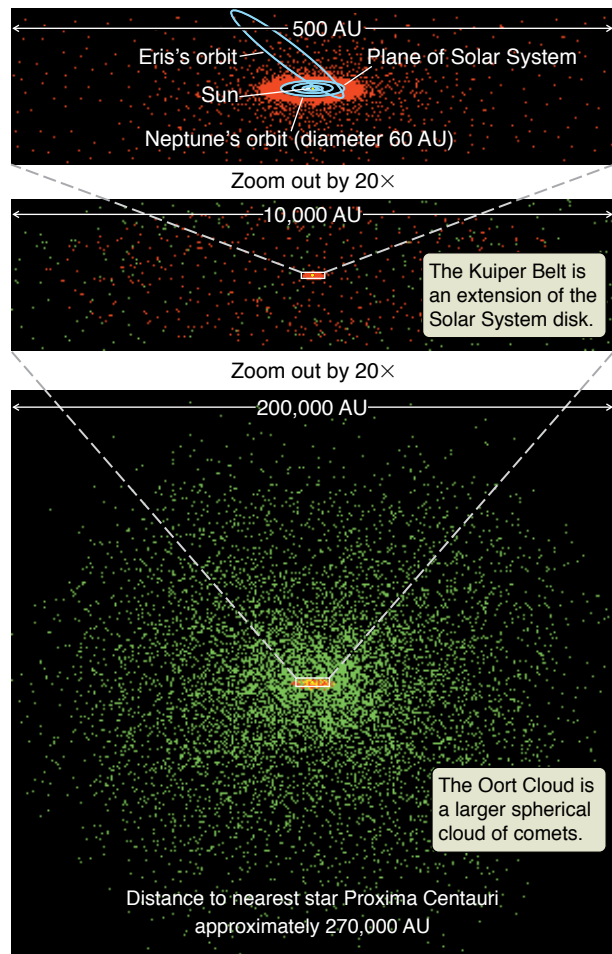 500 AU
Eris's orbit
Plane of Solar System
Sun
Neptune's orbit (diameter 60 AU)
Zoom out by 20×
10,000 AU
The Kuiper Belt is
an extension of the
Solar System disk.
Zoom out by 20×
200,000 AU
The Oort Cloud is
a larger spherical
cloud of comets.
Distance to nearest star Proxima Centauri
approximately 270,000 AU